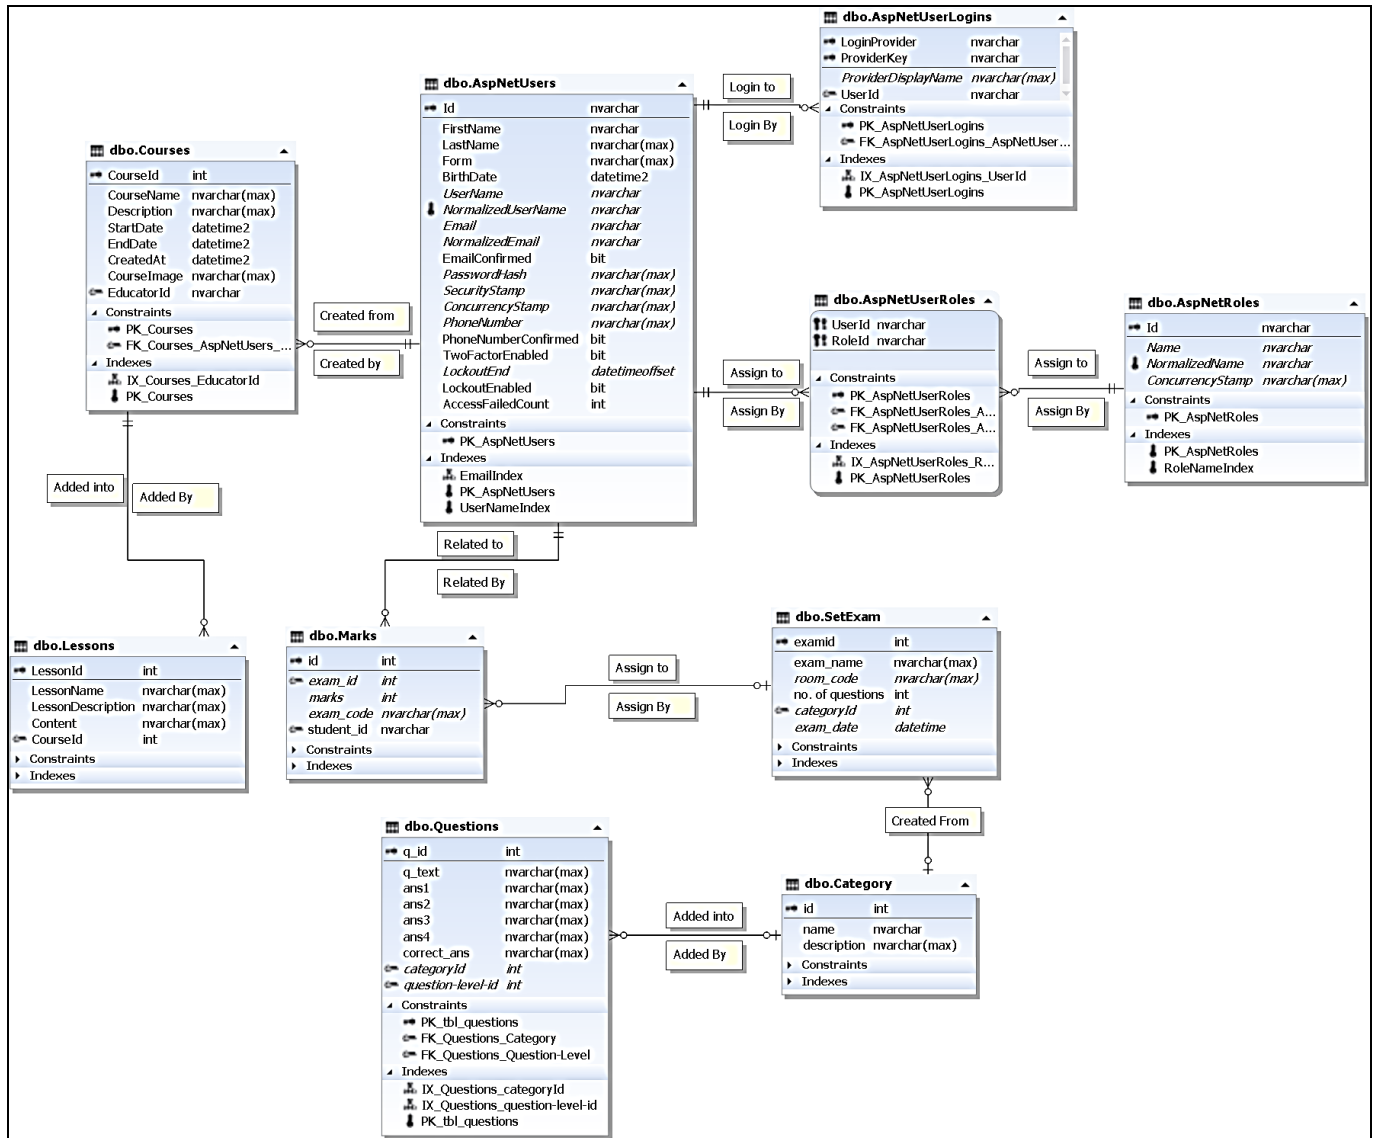 dbo.AspNetUserLogins
LoginProvider nvarchar
ProviderKey nvarchar
ProviderDisplayName nvarchar(max)
UserId nvarchar
Constraints
PK_AspNetUserLogins
FK_AspNetUserLogins_AspNetUser...
Indexes
IX_AspNetUserLogins_UserId
PK_AspNetUserLogins
Login to
Login By
dbo.AspNetUsers
Id nvarchar
FirstName nvarchar
LastName nvarchar(max)
Form nvarchar(max)
BirthDate datetime2
UserName nvarchar
NormalizedUserName nvarchar
Email nvarchar
NormalizedEmail nvarchar
EmailConfirmed bit
PasswordHash nvarchar(max)
SecurityStamp nvarchar(max)
ConcurrencyStamp nvarchar(max)
PhoneNumber nvarchar(max)
PhoneNumberConfirmed bit
TwoFactorEnabled bit
LockoutEnd datetimeoffset
LockoutEnabled bit
AccessFailedCount int
Constraints
PK_AspNetUsers
Indexes
EmailIndex
PK_AspNetUsers
UserNameIndex
dbo.Courses
CourseId int
CourseName nvarchar(max)
Description nvarchar(max)
StartDate datetime2
EndDate datetime2
CreatedAt datetime2
CourseImage nvarchar(max)
EducatorId nvarchar
Constraints
PK_Courses
FK_Courses_AspNetUsers_...
Indexes
IX_Courses_EducatorId
PK_Courses
Created from
Created by
Assign to
Assign By
dbo.AspNetUserRoles
UserId nvarchar
RoleId nvarchar
Constraints
PK_AspNetUserRoles
FK_AspNetUserRoles_A...
FK_AspNetUserRoles_A...
Indexes
IX_AspNetUserRoles_R...
PK_AspNetUserRoles
Assign to
Assign By
dbo.AspNetRoles
Id nvarchar
Name nvarchar
NormalizedName nvarchar
ConcurrencyStamp nvarchar(max)
Constraints
PK_AspNetRoles
Indexes
PK_AspNetRoles
RoleNameIndex
Added into
Added By
Related to
Related By
dbo.Lessons
LessonId int
LessonName nvarchar(max)
LessonDescription nvarchar(max)
Content nvarchar(max)
CourseId int
Constraints
Indexes
dbo.Marks
id int
exam_id int
marks int
exam_code nvarchar(max)
student_id nvarchar
Constraints
Indexes
Assign to
Assign By
dbo.SetExam
examid int
exam_name nvarchar(max)
room_code nvarchar(max)
no. of questions int
categoryId int
exam_date datetime
Constraints
Indexes
Created From
dbo.Questions
q_id int
q_text nvarchar(max)
ans1 nvarchar(max)
ans2 nvarchar(max)
ans3 nvarchar(max)
ans4 nvarchar(max)
correct_ans nvarchar(max)
categoryId int
question-level-id int
Constraints
PK_tbl_questions
FK_Questions_Category
FK_Questions_Question-Level
Indexes
IX_Questions_categoryId
IX_Questions_question-level-id
PK_tbl_questions
Added into
Added By
dbo.Category
id int
name nvarchar
description nvarchar(max)
Constraints
Indexes